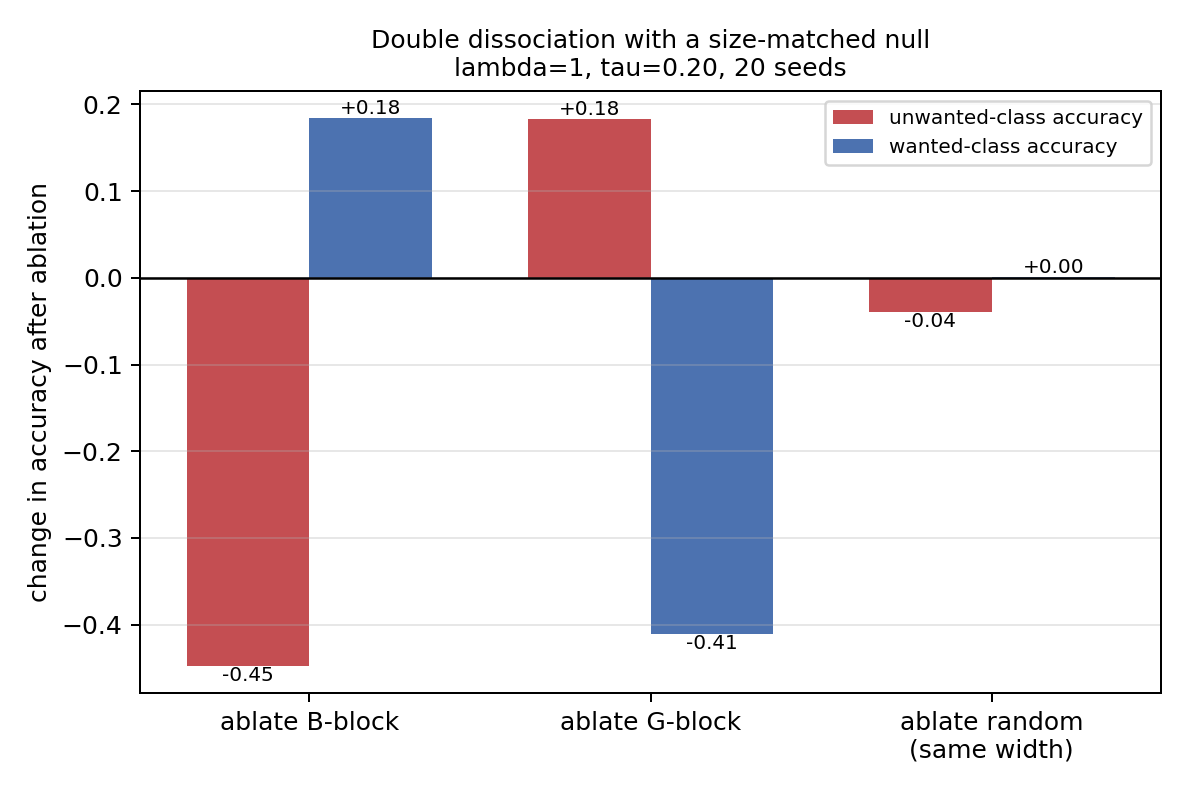 Double dissociation with a size-matched null
lambda=1, tau=0.20, 20 seeds
unwanted-class accuracy
wanted-class accuracy
change in accuracy after ablation
0.2
0.1
0.0
−0.1
−0.2
−0.3
−0.4
+0.18
+0.18
+0.00
-0.04
-0.41
-0.45
ablate B-block
ablate G-block
ablate random
(same width)